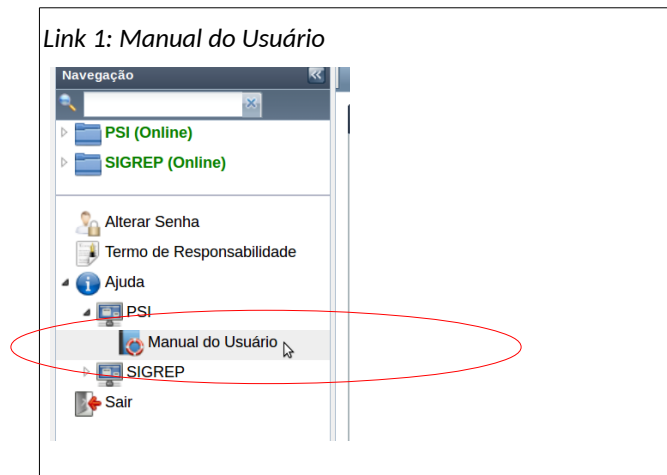 Link 1: Manual do Usuário
Navegação
PSI (Online)
SIGREP (Online)
Alterar Senha
Termo de Responsabilidade
Ajuda
PSI
Manual do Usuário
SIGREP
Sair